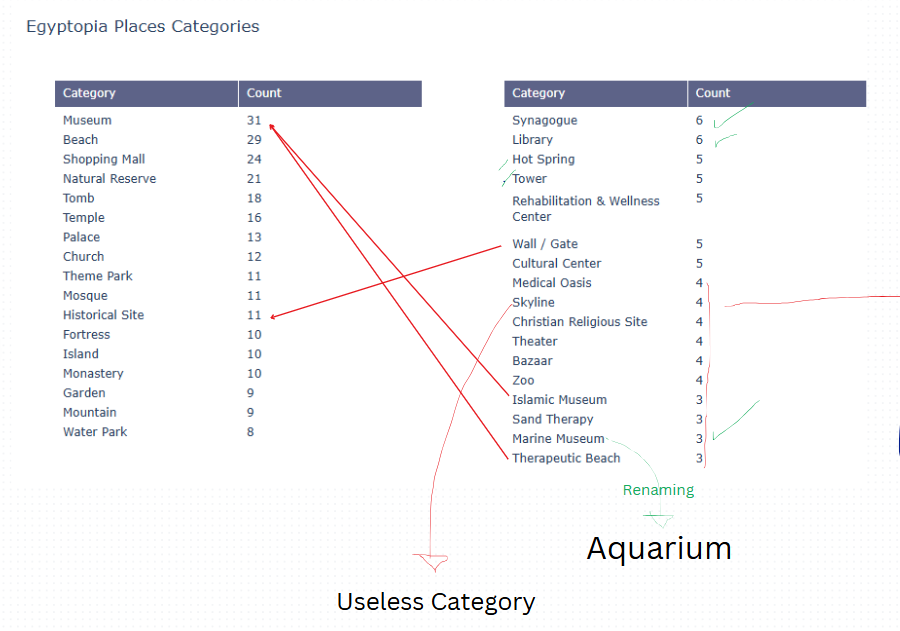 Egyptopia Places Categories
Category Count
Museum 31
Beach 29
Shopping Mall 24
Natural Reserve 21
Tomb 18
Temple 16
Palace 13
Church 12
Theme Park 11
Mosque 11
Historical Site 11
Fortress 10
Island 10
Monastery 10
Garden 9
Mountain 9
Water Park 8
Category Count
Synagogue 6
Library 6
Hot Spring 5
Tower 5
Rehabilitation & Wellness 5
Center
Wall / Gate 5
Cultural Center 5
Medical Oasis 4
Skyline 4
Christian Religious Site 4
Theater 4
Bazaar 4
Zoo 4
Islamic Museum 3
Sand Therapy 3
Marine Museum 3
Therapeutic Beach 3
Renaming
Aquarium
Useless Category